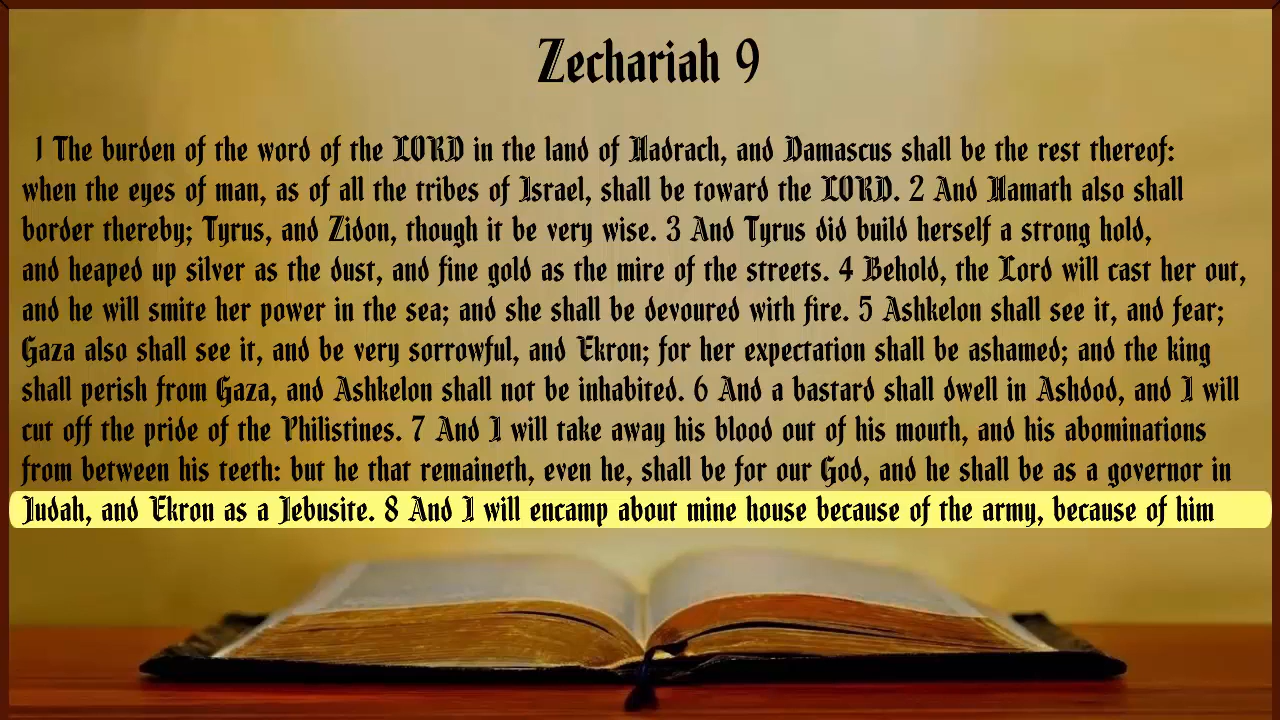 Zechariah 9
1 The burden of the word of the LORD in the land of Hadrach, and Damascus shall be the rest thereof:
when the eyes of man, as of all the tribes of Israel, shall be toward the LORD. 2 And Hamath also shall
border thereby; Tyrus, and Zidon, though it be very wise. 3 And Tyrus did build herself a strong hold,
and heaped up silver as the dust, and fine gold as the mire of the streets. 4 Behold, the Lord will cast her out,
and he will smite her power in the sea; and she shall be devoured with fire. 5 Ashkelon shall see it, and fear;
Gaza also shall see it, and be very sorrowful, and Ekron; for her expectation shall be ashamed; and the king
shall perish from Gaza, and Ashkelon shall not be inhabited. 6 And a bastard shall dwell in Ashdod, and I will
cut off the pride of the Philistines. 7 And I will take away his blood out of his mouth, and his abominations
from between his teeth: but he that remaineth, even he, shall be for our God, and he shall be as a governor in
Judah, and Ekron as a Jebusite. 8 And I will encamp about mine house because of the army, because of him